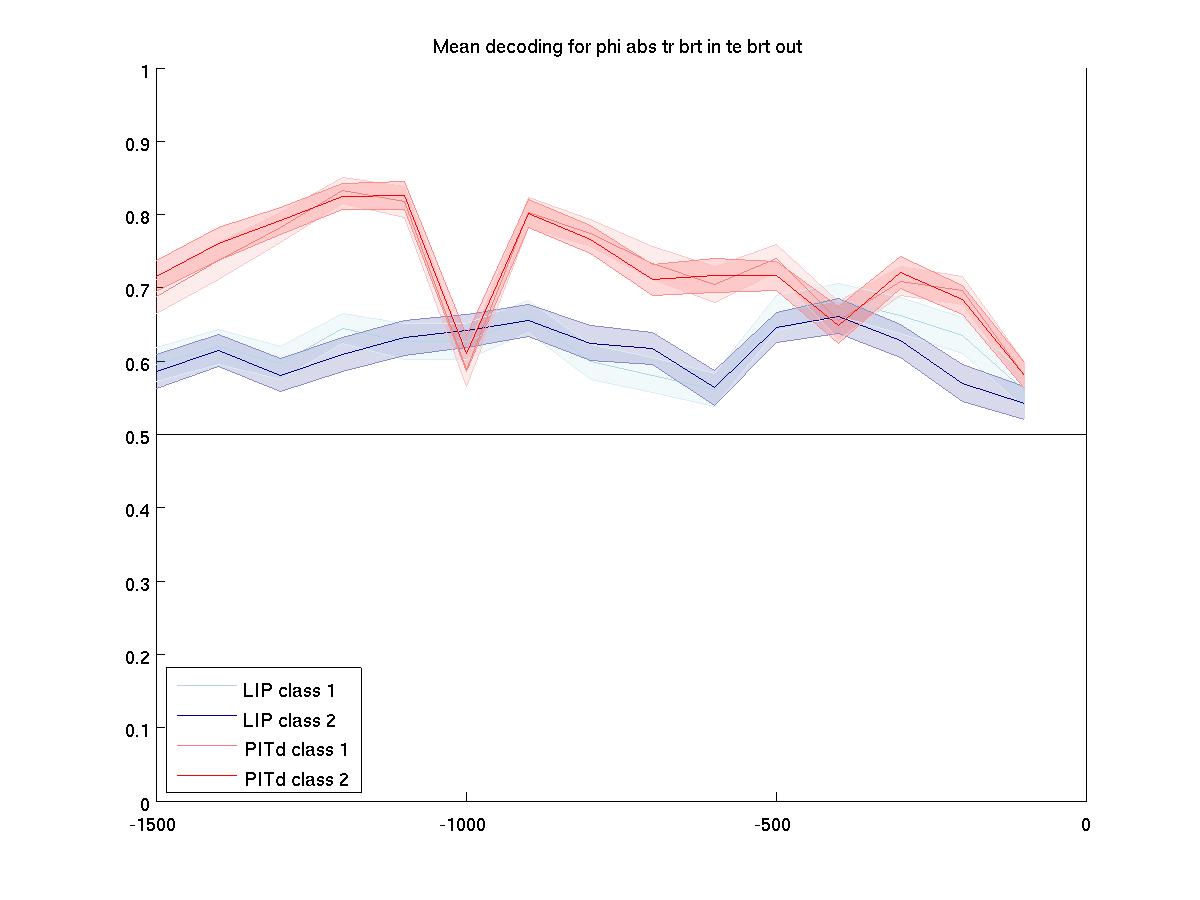 Mean decoding for phi abs tr brt in te brt out
1
0.9
0.8
0.7
0.6
0.5
0.4
0.3
0.2
0.1
0
LIP class 1
LIP class 2
PITd class 1
PITd class 2
-1500 -1000 -500 0